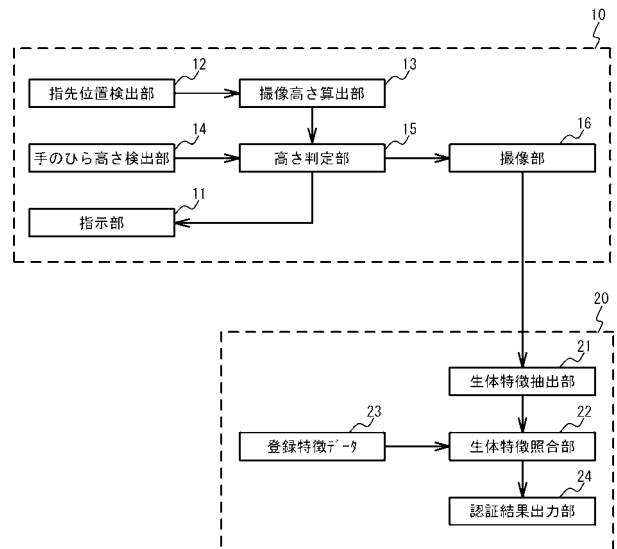 10
12
13
指先位置検出部
撮像高さ算出部
14
15
16
手のひら高さ検出部
高さ判定部
撮像部
11
指示部
20
21
生体特徴抽出部
23
22
登録特徴データ
生体特徴照合部
24
認証結果出力部